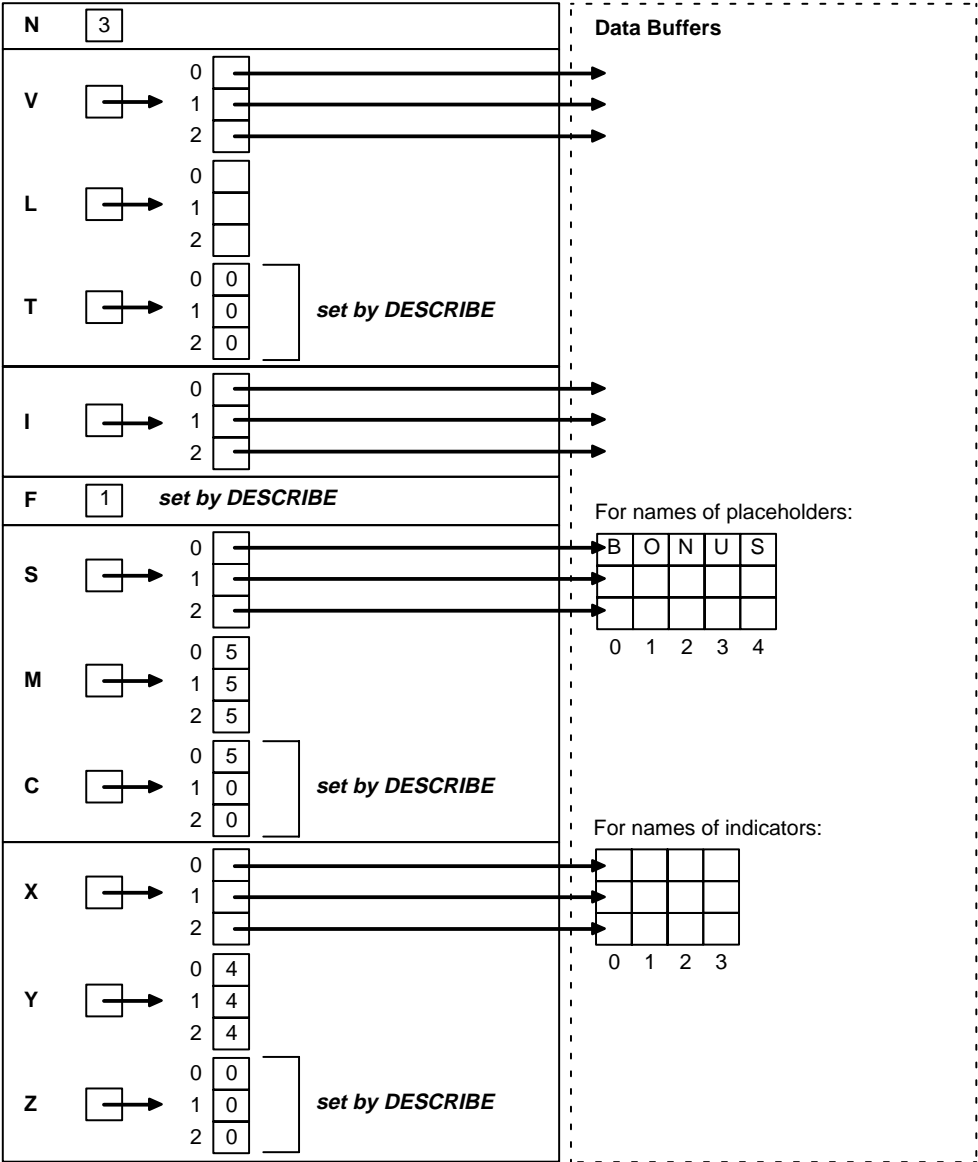 N 3
Data Buffers
V
0
1
2
L
0
1
2
T
0 0
1 0
2 0
set by DESCRIBE
I
0
1
2
F 1 set by DESCRIBE
For names of placeholders:
S
0
1
2
B O N U S
0 1 2 3 4
M
0 5
1 5
2 5
C
0 5
1 0
2 0
set by DESCRIBE
For names of indicators:
X
0
1
2
0 1 2 3
Y
0 4
1 4
2 4
Z
0 0
1 0
2 0
set by DESCRIBE